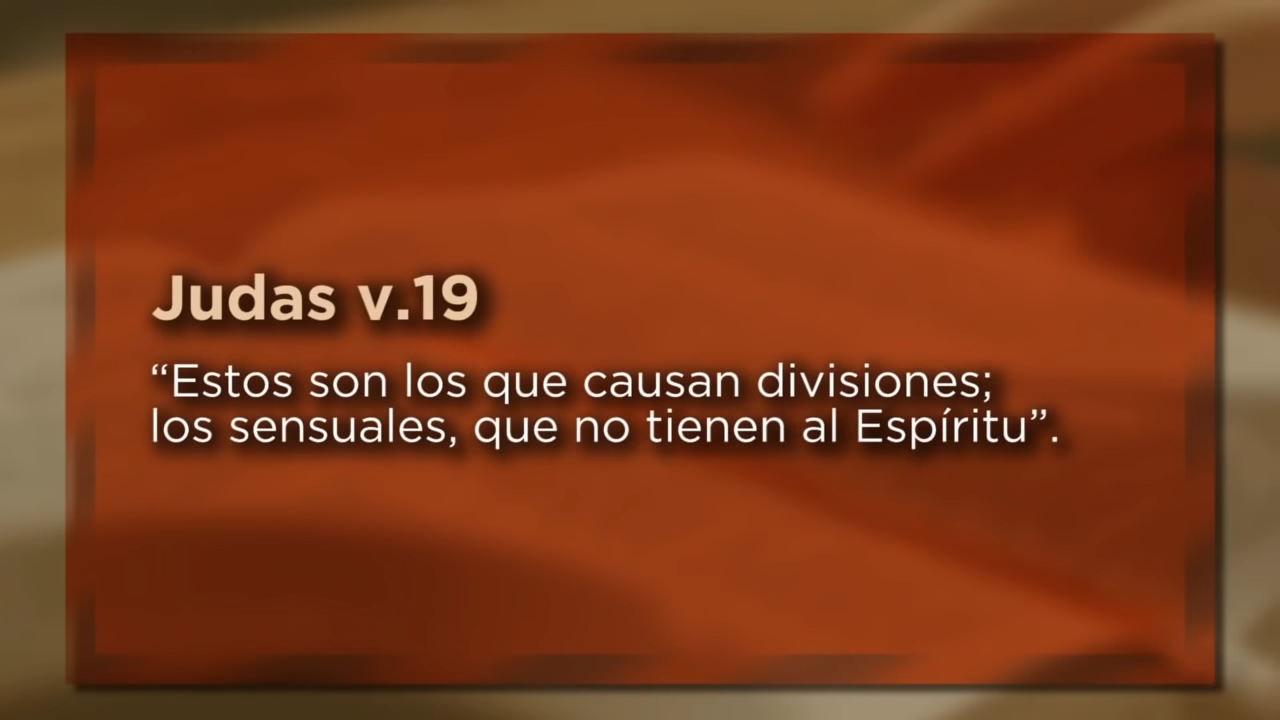 Judas v.19
“Estos son los que causan divisiones;
los sensuales, que no tienen al Espíritu”.